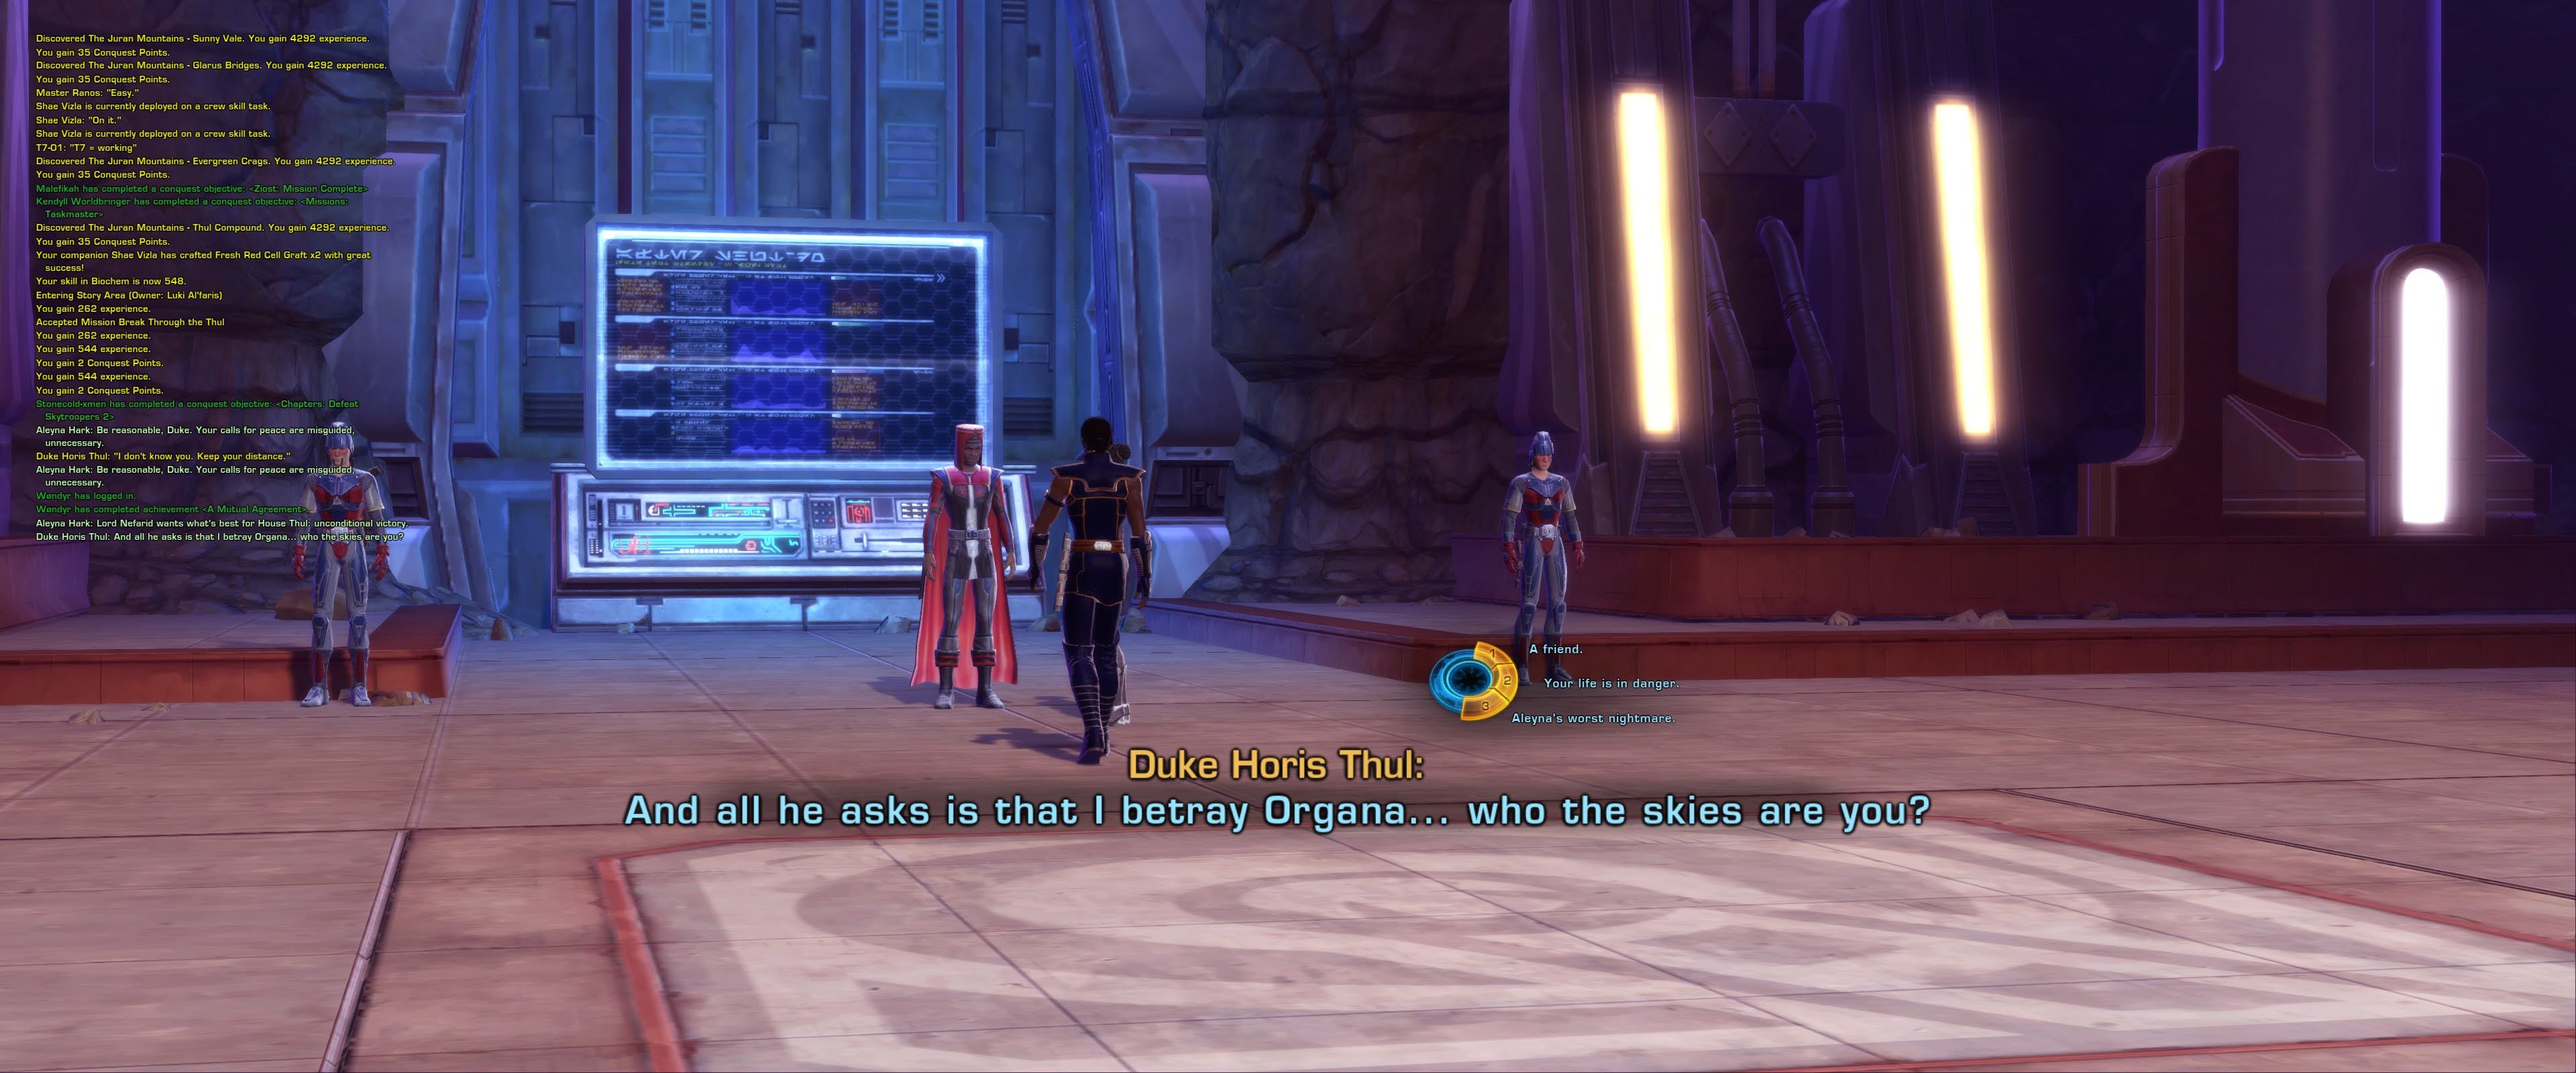 Discovered The Juran Mountains - Sunny Vale. You gain 4292 experience.
You gain 35 Conquest Points.
Discovered The Juran Mountains - Glarus Bridges. You gain 4292 experience.
You gain 35 Conquest Points.
Master Ranos: "Easy."
Shae Vizla is currently deployed on a crew skill task.
Shae Vizla: "On it."
Shae Vizla is currently deployed on a crew skill task.
T7-01: "T7 = working"
Discovered The Juran Mountains - Evergreen Crags. You gain 4292 experience.
You gain 35 Conquest Points.
Malefikah has completed a conquest objective: <Ziost: Mission Complete>
Kendyll Worldbringer has completed a conquest objective: <Missions:
Taskmaster>
Discovered The Juran Mountains - Thul Compound. You gain 4292 experience.
You gain 35 Conquest Points.
Your companion Shae Vizla has crafted Fresh Red Cell Graft x2 with great
success!
Your skill in Biochem is now 548.
Entering Story Area (Owner: Luki Al'faris)
You gain 262 experience.
Accepted Mission Break Through the Thul
You gain 262 experience.
You gain 544 experience.
You gain 2 Conquest Points.
You gain 544 experience.
You gain 2 Conquest Points.
Stonecold-xmen has completed a conquest objective: <Chapters: Defeat
Skytroopers 2>
Aleyna Hark: Be reasonable, Duke. Your calls for peace are misguided,
unnecessary.
Duke Horis Thul: "I don't know you. Keep your distance."
Aleyna Hark: Be reasonable, Duke. Your calls for peace are misguided,
unnecessary.
Wøndyr has logged in.
Wøndyr has completed achievement <A Mutual Agreement>.
Aleyna Hark: Lord Nefarid wants what's best for House Thul: unconditional victory.
Duke Horis Thul: And all he asks is that I betray Organa... who the skies are you?
1 A friend.
2 Your life is in danger.
3 Aleyna's worst nightmare.
Duke Horis Thul:
And all he asks is that I betray Organa... who the skies are you?